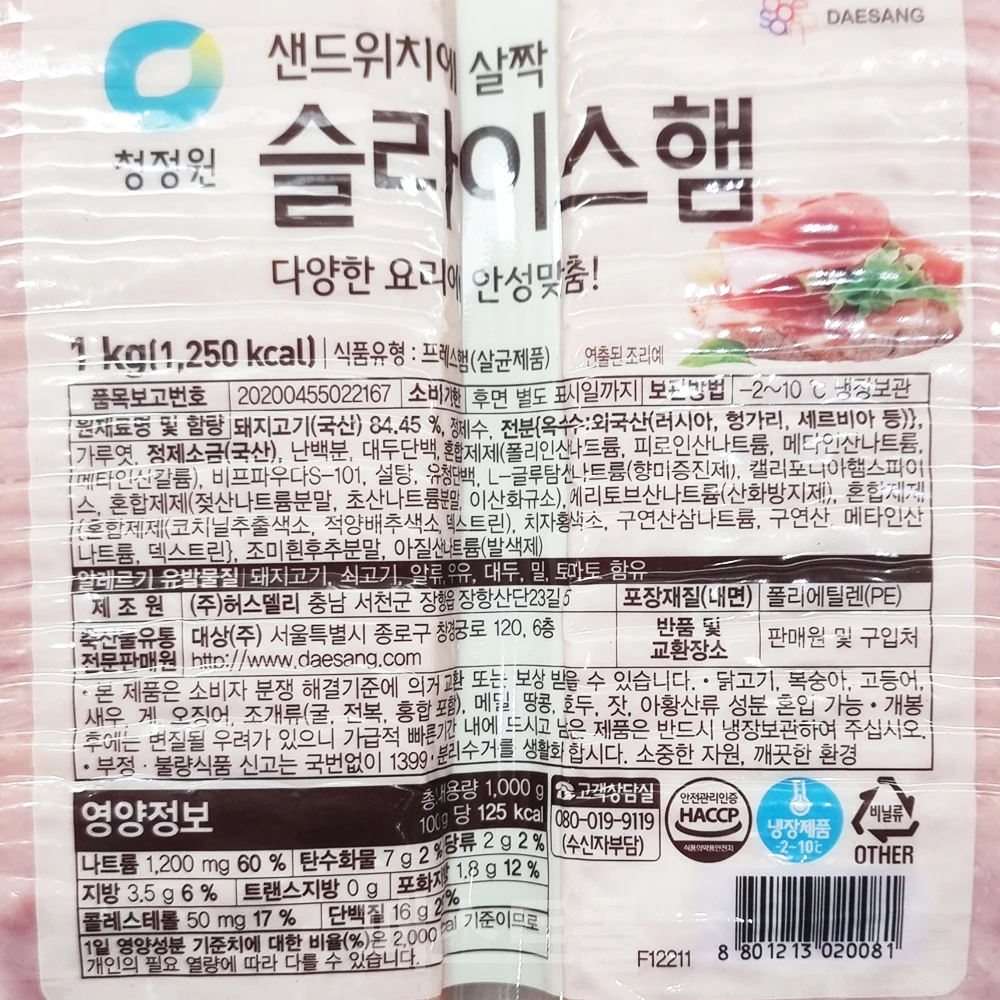 DAESANG
청정원
샌드위치에 살짝
슬라이스햄
다양한 요리에 안성맞춤!
1 kg(1,250 kcal) | 식품유형 : 프레스햄(살균제품) 연출된 조리예
품목보고번호 20200455022167 소비기한 후면 별도 표시일까지 보관방법 -2~10 ℃ 냉장보관
원재료명 및 함량 돼지고기(국산) 84.45 %, 정제수, 전분{옥수수:외국산(러시아, 헝가리, 세르비아 등)},
가루엿, 정제소금(국산), 난백분, 대두단백, 혼합제제(폴리인산나트륨, 피로인산나트륨, 메타인산나트륨,
메타인산칼륨), 비프파우다S-101, 설탕, 유청단백, L-글루탐산나트륨(향미증진제), 캘리포니아햄스파이
스, 혼합제제(젖산나트륨분말, 초산나트륨분말, 이산화규소), 에리토브산나트륨(산화방지제), 혼합제제
{혼합제제(코치닐추출색소, 적양배추색소, 덱스트린), 치자황색소, 구연산삼나트륨, 구연산, 메타인산
나트륨, 덱스트린}, 조미흰후추분말, 아질산나트륨(발색제)
알레르기 유발물질 | 돼지고기, 쇠고기, 알류, 우유, 대두, 밀, 토마토 함유
제조원 (주)허스델리 충남 서천군 장항읍 장항산단23길 5 포장재질(내면) 폴리에틸렌(PE)
축산물유통 전문판매원 대상(주) 서울특별시 종로구 창경궁로 120, 6층 반품 및 교환장소 판매원 및 구입처
http://www.daesang.com
• 본 제품은 소비자 분쟁 해결기준에 의거 교환 또는 보상 받을 수 있습니다. • 닭고기, 복숭아, 고등어,
새우, 게, 오징어, 조개류(굴, 전복, 홍합 포함), 메밀, 땅콩, 호두, 잣, 아황산류 성분 혼입 가능 • 개봉
후에는 변질될 우려가 있으니 가급적 빠른 기간 내에 드시고 남은 제품은 반드시 냉장보관하여 주십시오.
• 부정 · 불량식품 신고는 국번없이 1399 • 분리수거를 생활화 합시다. 소중한 자원, 깨끗한 환경
영양정보 총 내용량 1,000 g
100 g 당 125 kcal
나트륨 1,200 mg 60 % 탄수화물 7 g 2 % 당류 2 g 2 %
지방 3.5 g 6 % 트랜스지방 0 g 포화지방 1.8 g 12 %
콜레스테롤 50 mg 17 % 단백질 16 g
1일 영양성분 기준치에 대한 비율(%)은 2,000 kcal 기준이므로
개인의 필요 열량에 따라 다를 수 있습니다.
고객상담실
080-019-9119
(수신자부담)
안전관리인증
HACCP
식품의약품안전처
냉장제품
-2~10℃
비닐류
OTHER
F12211
8 801213 020081